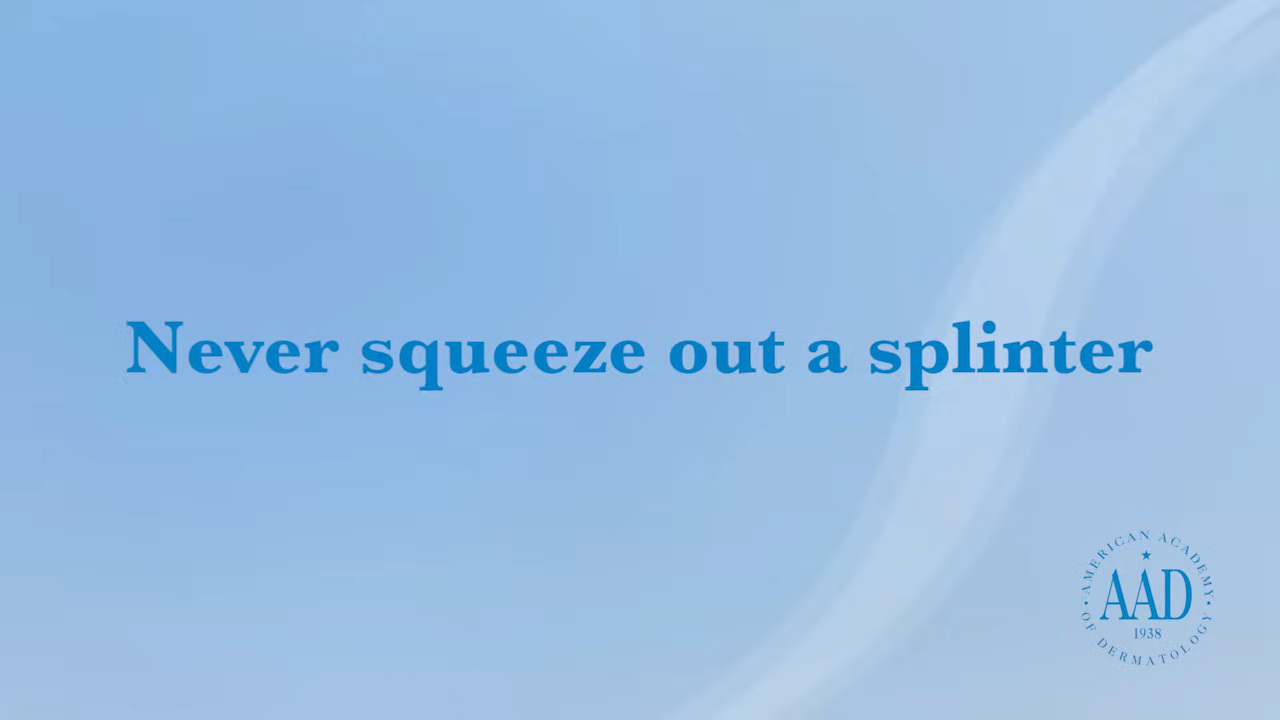 Never squeeze out a splinter
AMERICAN ACADEMY
AAD
1938
OF DERMATOLOGY